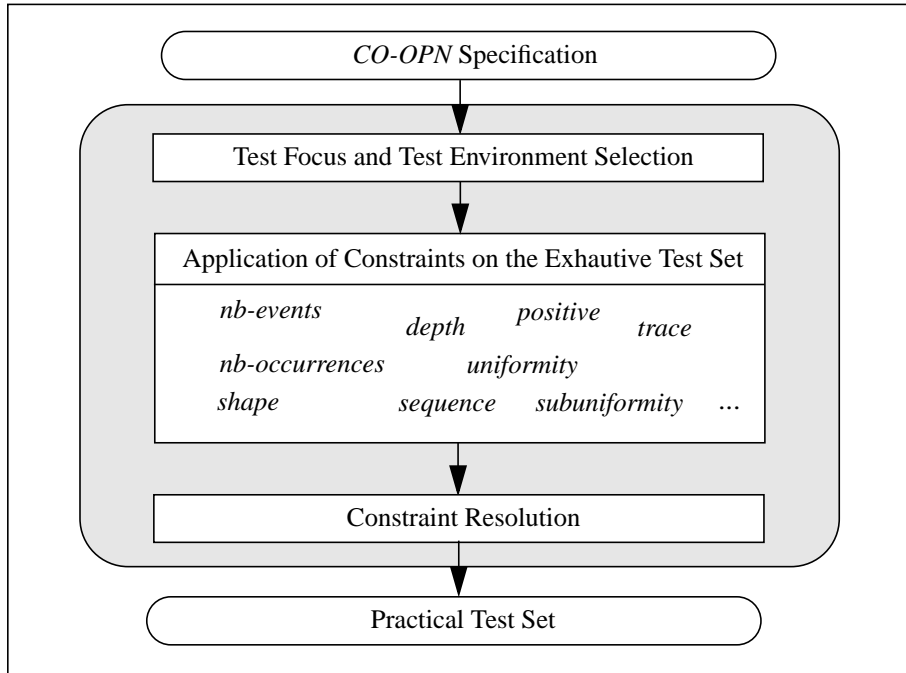 CO-OPN Specification
Test Focus and Test Environment Selection
Application of Constraints on the Exhautive Test Set
nb-events depth positive trace
nb-occurrences uniformity
shape sequence subuniformity ...
Constraint Resolution
Practical Test Set